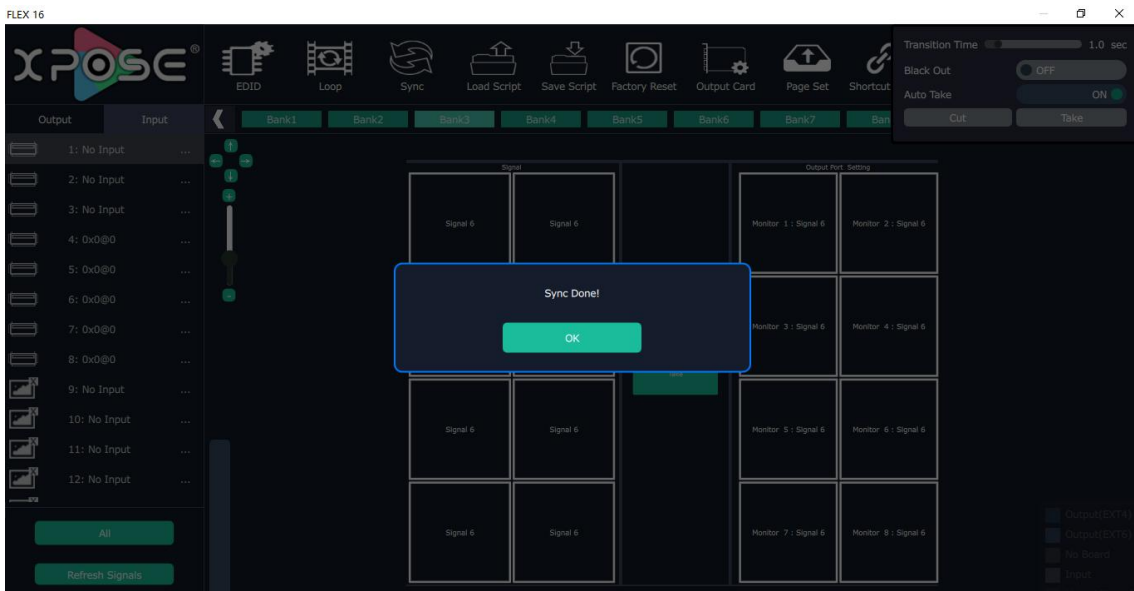 FLEX 16
XPOSE®
EDID
Loop
Sync
Load Script
Save Script
Factory Reset
Output Card
Page Set
Shortcut
Transition Time
1.0 sec
Black Out
OFF
Auto Take
ON
Cut
Take
Output
Input
Bank1
Bank2
Bank3
Bank4
Bank5
Bank6
Bank7
Ban
1: No Input ...
2: No Input ...
3: No Input ...
4: 0x0@0 ...
5: 0x0@0 ...
6: 0x0@0 ...
7: 0x0@0 ...
8: 0x0@0 ...
9: No Input ...
10: No Input ...
11: No Input ...
12: No Input ...
All
Refresh Signals
Signal
Output Port Setting
Signal 6
Signal 6
Monitor 1 : Signal 6
Monitor 2 : Signal 6
Sync Done!
OK
Monitor 3 : Signal 6
Monitor 4 : Signal 6
Signal 6
Signal 6
Monitor 5 : Signal 6
Monitor 6 : Signal 6
Signal 6
Signal 6
Monitor 7 : Signal 6
Monitor 8 : Signal 6
Output(EXT4)
Output(EXT6)
No Board
Input